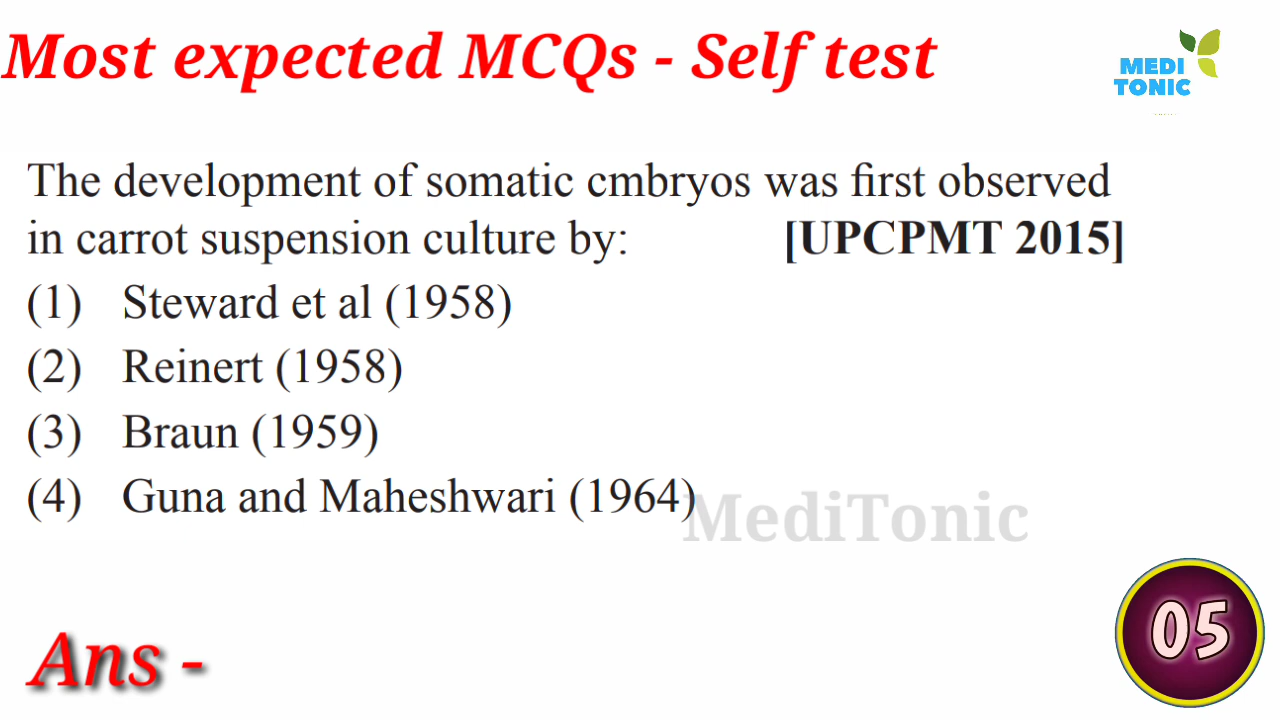 Most expected MCQs - Self test
MEDI
TONIC
The development of somatic cmbryos was first observed
in carrot suspension culture by: [UPCPMT 2015]
(1) Steward et al (1958)
(2) Reinert (1958)
(3) Braun (1959)
(4) Guna and Maheshwari (1964)
MediTonic
05
Ans -